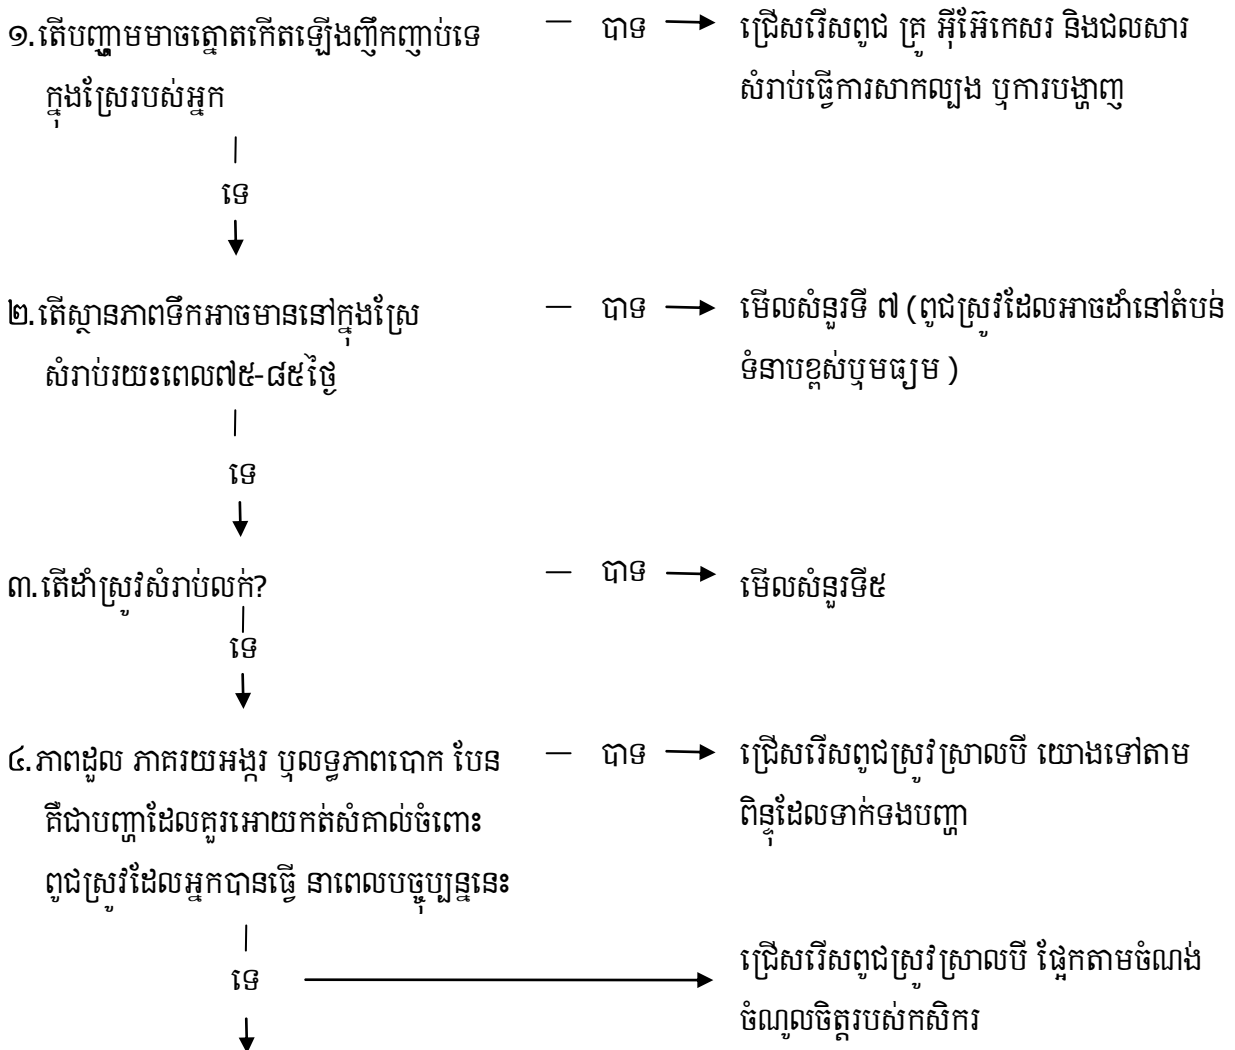 ១.តើបញ្ហាមមាចត្នោតកើតឡើងញឹកញាប់ទេ — បាទ ជ្រើសរើសពូជ គ្រូ អ៊ីអ៊ែកេសរ និងជលសារ
ក្នុងស្រែរបស់អ្នក សំរាប់ធ្វើការសាកល្បង ឬការបង្ហាញ
ទេ
២.តើស្ថានភាពទឹកអាចមាននៅក្នុងស្រែ — បាទ មើលសំនួរទី ៧ (ពូជស្រូវដែលអាចដាំនៅតំបន់
សំរាប់រយះពេល៧៥-៨៥ថ្ងៃ ទំនាបខ្ពស់ឬមធ្យម )
ទេ
៣.តើដាំស្រូវសំរាប់លក់? — បាទ មើលសំនួរទី៥
ទេ
៤.ភាពដួល ភាគរយអង្ករ ឬលទ្ធភាពបោក បែន — បាទ ជ្រើសរើសពូជស្រូវស្រាលបី យោងទៅតាម
គឺជាបញ្ហាដែលគួរអោយកត់សំគាល់ចំពោះ ពិន្ទុដែលទាក់ទងបញ្ហា
ពូជស្រូវដែលអ្នកបានធ្វើ នាពេលបច្ចុប្បន្ននេះ
ទេ ជ្រើសរើសពូជស្រូវស្រាលបី ផ្អែកតាមចំណង់
ចំណូលចិត្តរបស់កសិករ